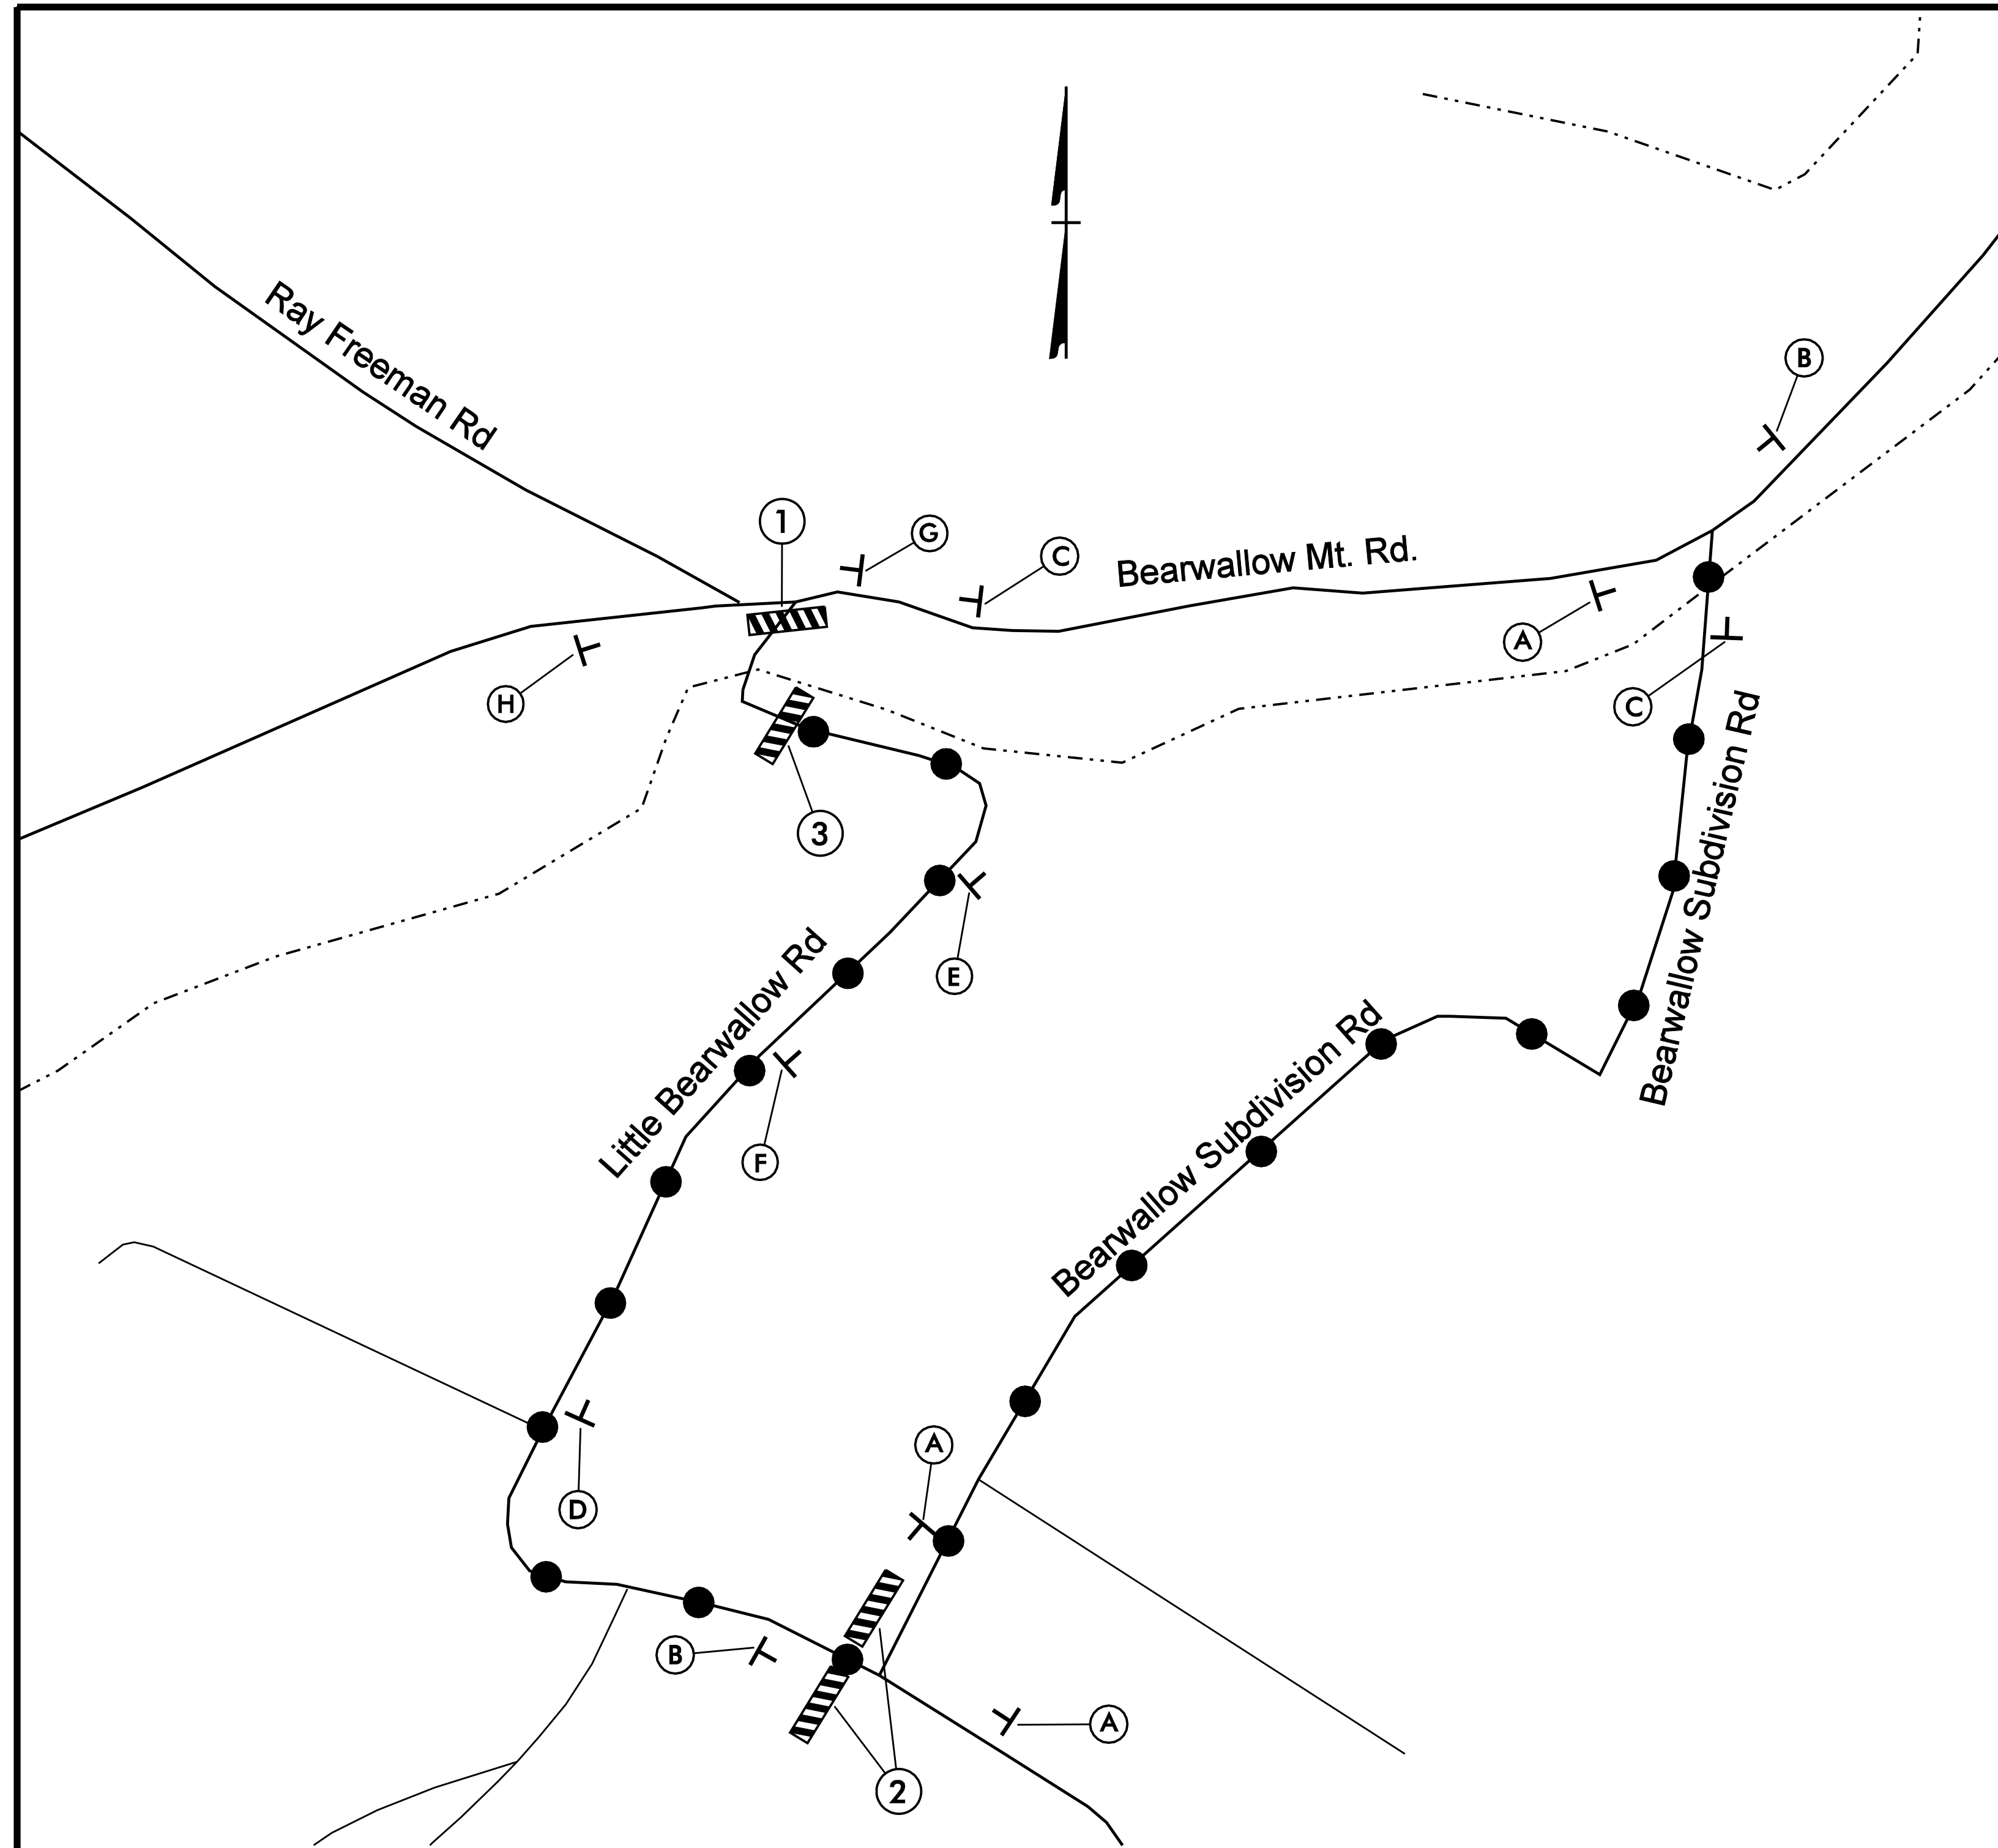 Ray Freeman Rd
B
1
G
C
Bearwallow Mt. Rd.
A
H
C
3
Bearwallow Subdivision Rd
E
Little Bearwallow Rd
Bearwallow Subdivision Rd
F
A
D
B
A
2